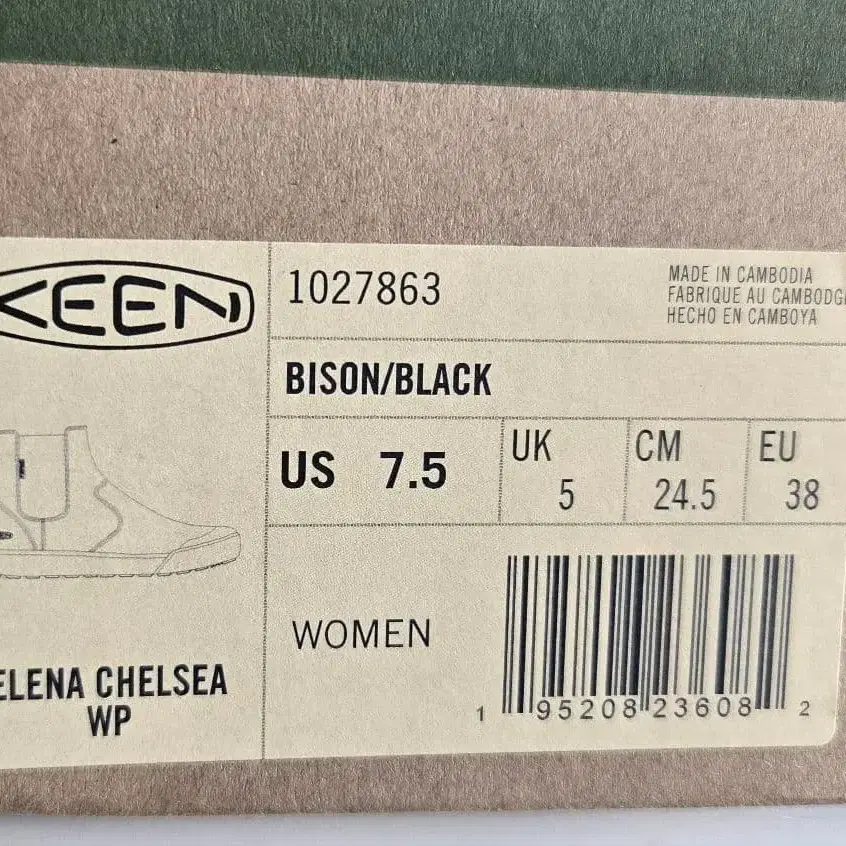 KEEN
1027863
MADE IN CAMBODIA
FABRIQUE AU CAMBODG
HECHO EN CAMBOYA
BISON/BLACK
US 7.5
UK 5
CM 24.5
EU 38
WOMEN
ELENA CHELSEA
WP
1 95208 23608 2